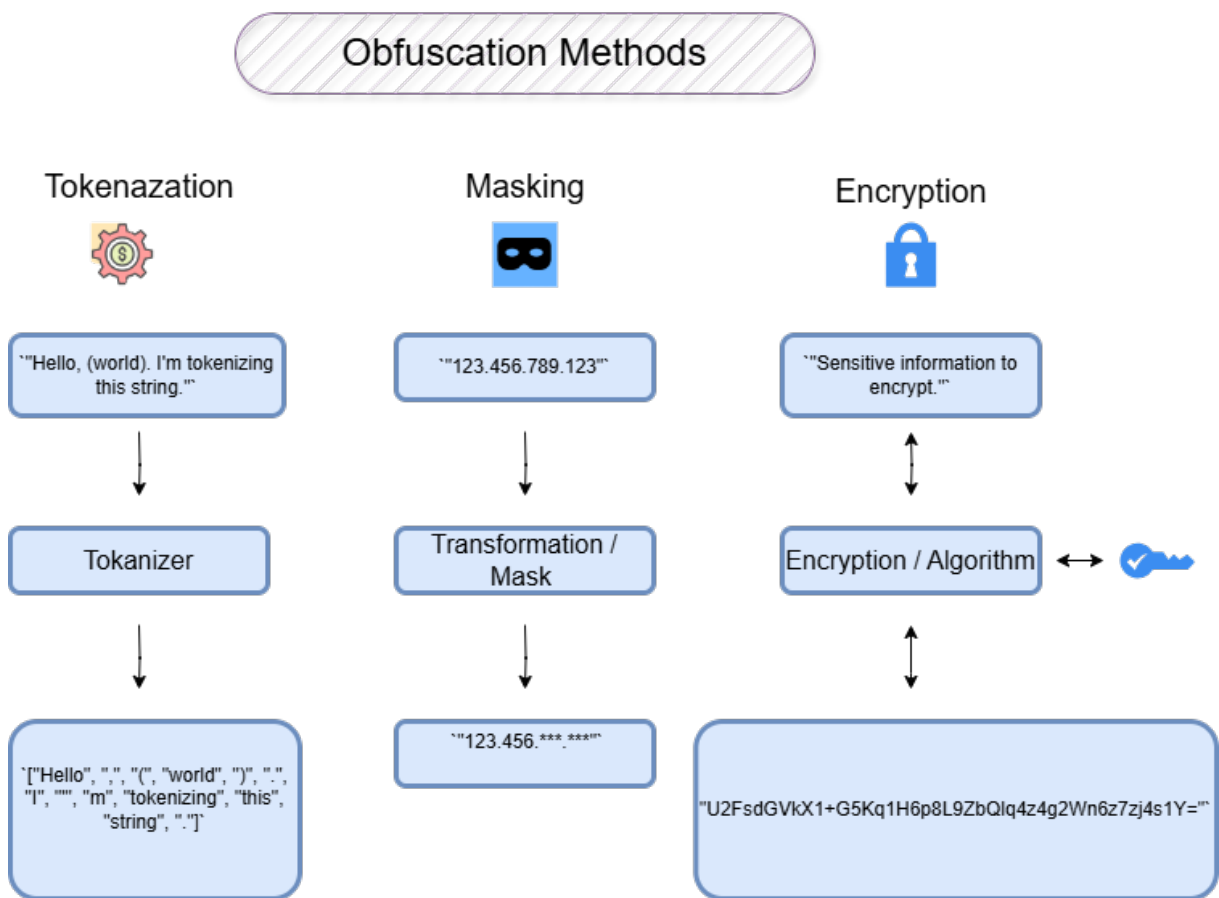 Obfuscation Methods
Tokenazation
Masking
Encryption
`"Hello, (world). I'm tokenizing
this string."`
`"123.456.789.123"`
`"Sensitive information to
encrypt."`
Tokanizer
Transformation /
Mask
Encryption / Algorithm
`["Hello", ",", "(", "world", ")", ".",
"I", "'", "m", "tokenizing", "this",
"string", "."]`
`"123.456.***.***"`
"U2FsdGVkX1+G5Kq1H6p8L9ZbQlq4z4g2Wn6z7zj4s1Y="`